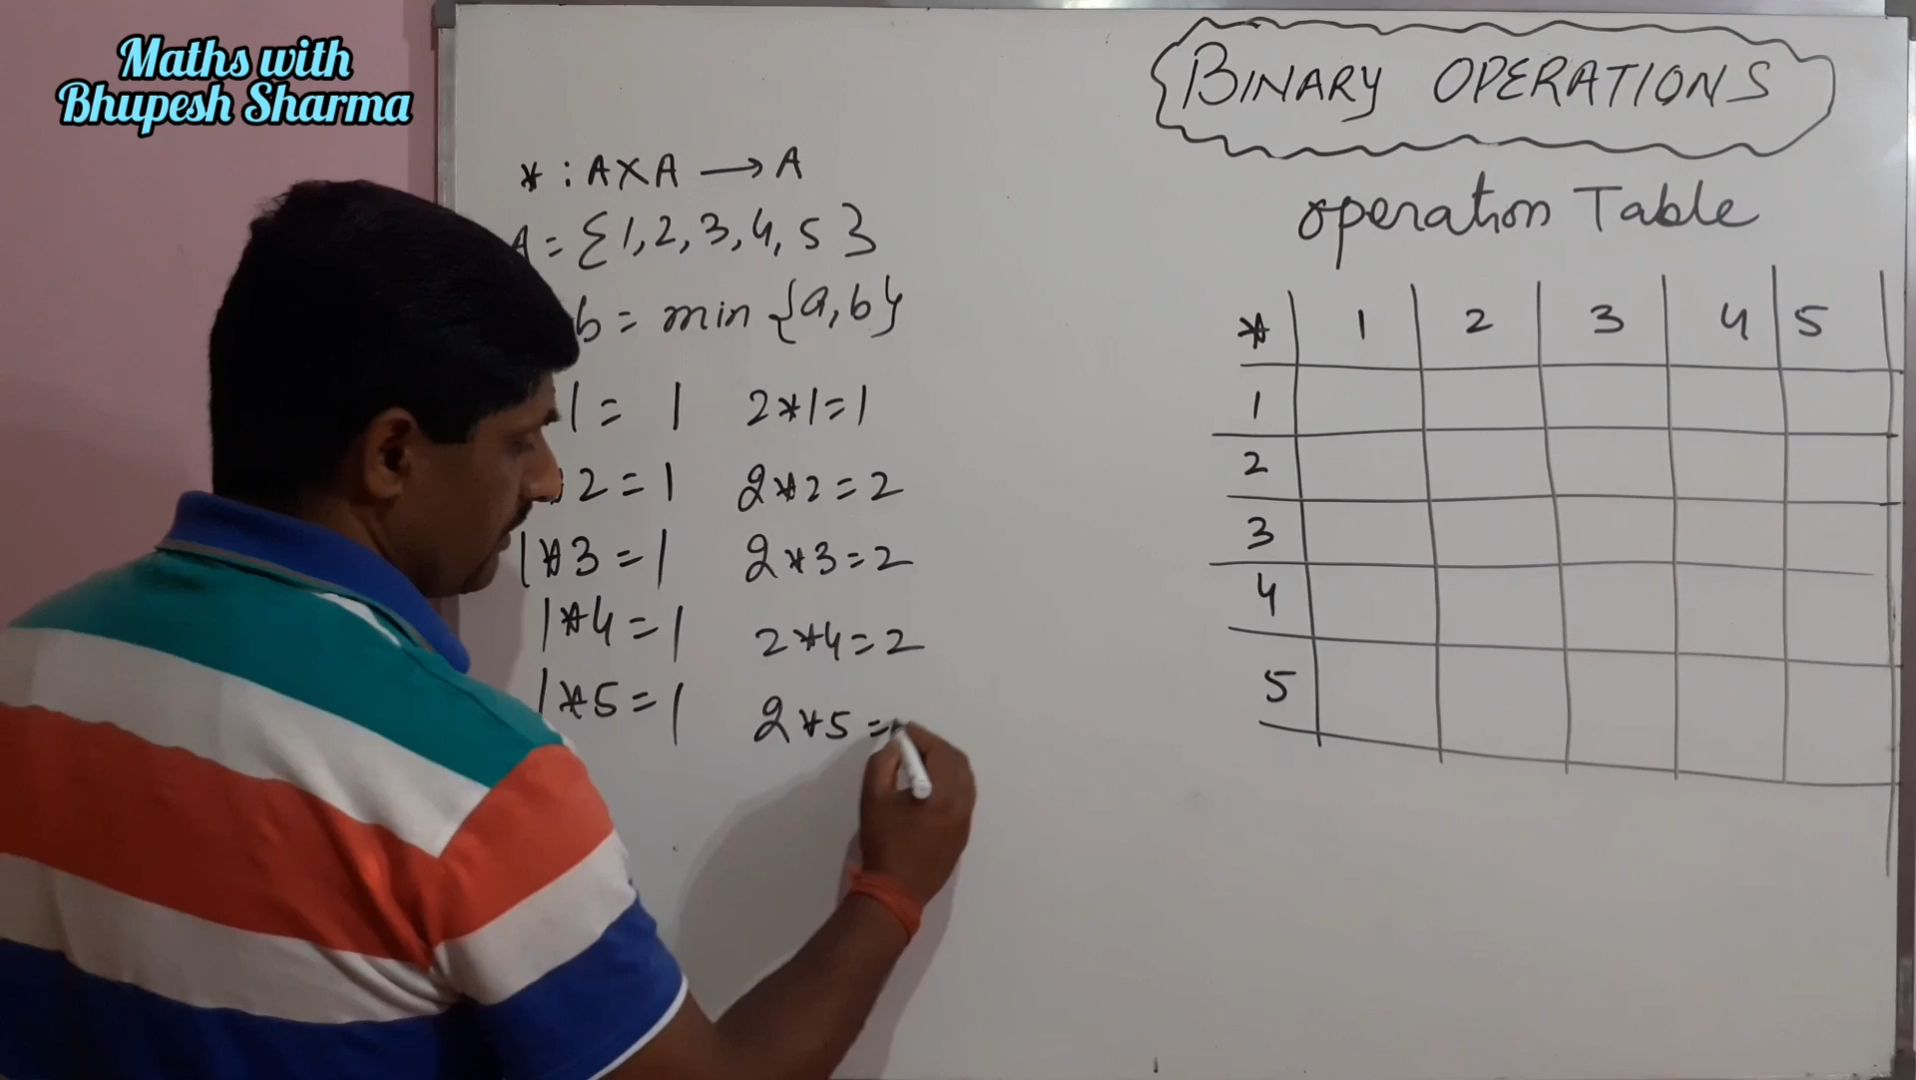 Maths with
Bhupesh Sharma
* : A X A → A
A = {1, 2, 3, 4, 5}
b = min {a, b}
1 = 1
2 * 1 = 1
2 = 1
2 * 2 = 2
1 * 3 = 1
2 * 3 = 2
1 * 4 = 1
2 * 4 = 2
1 * 5 = 1
2 * 5 =
BINARY OPERATIONS
operation Table
* 1 2 3 4 5
1
2
3
4
5